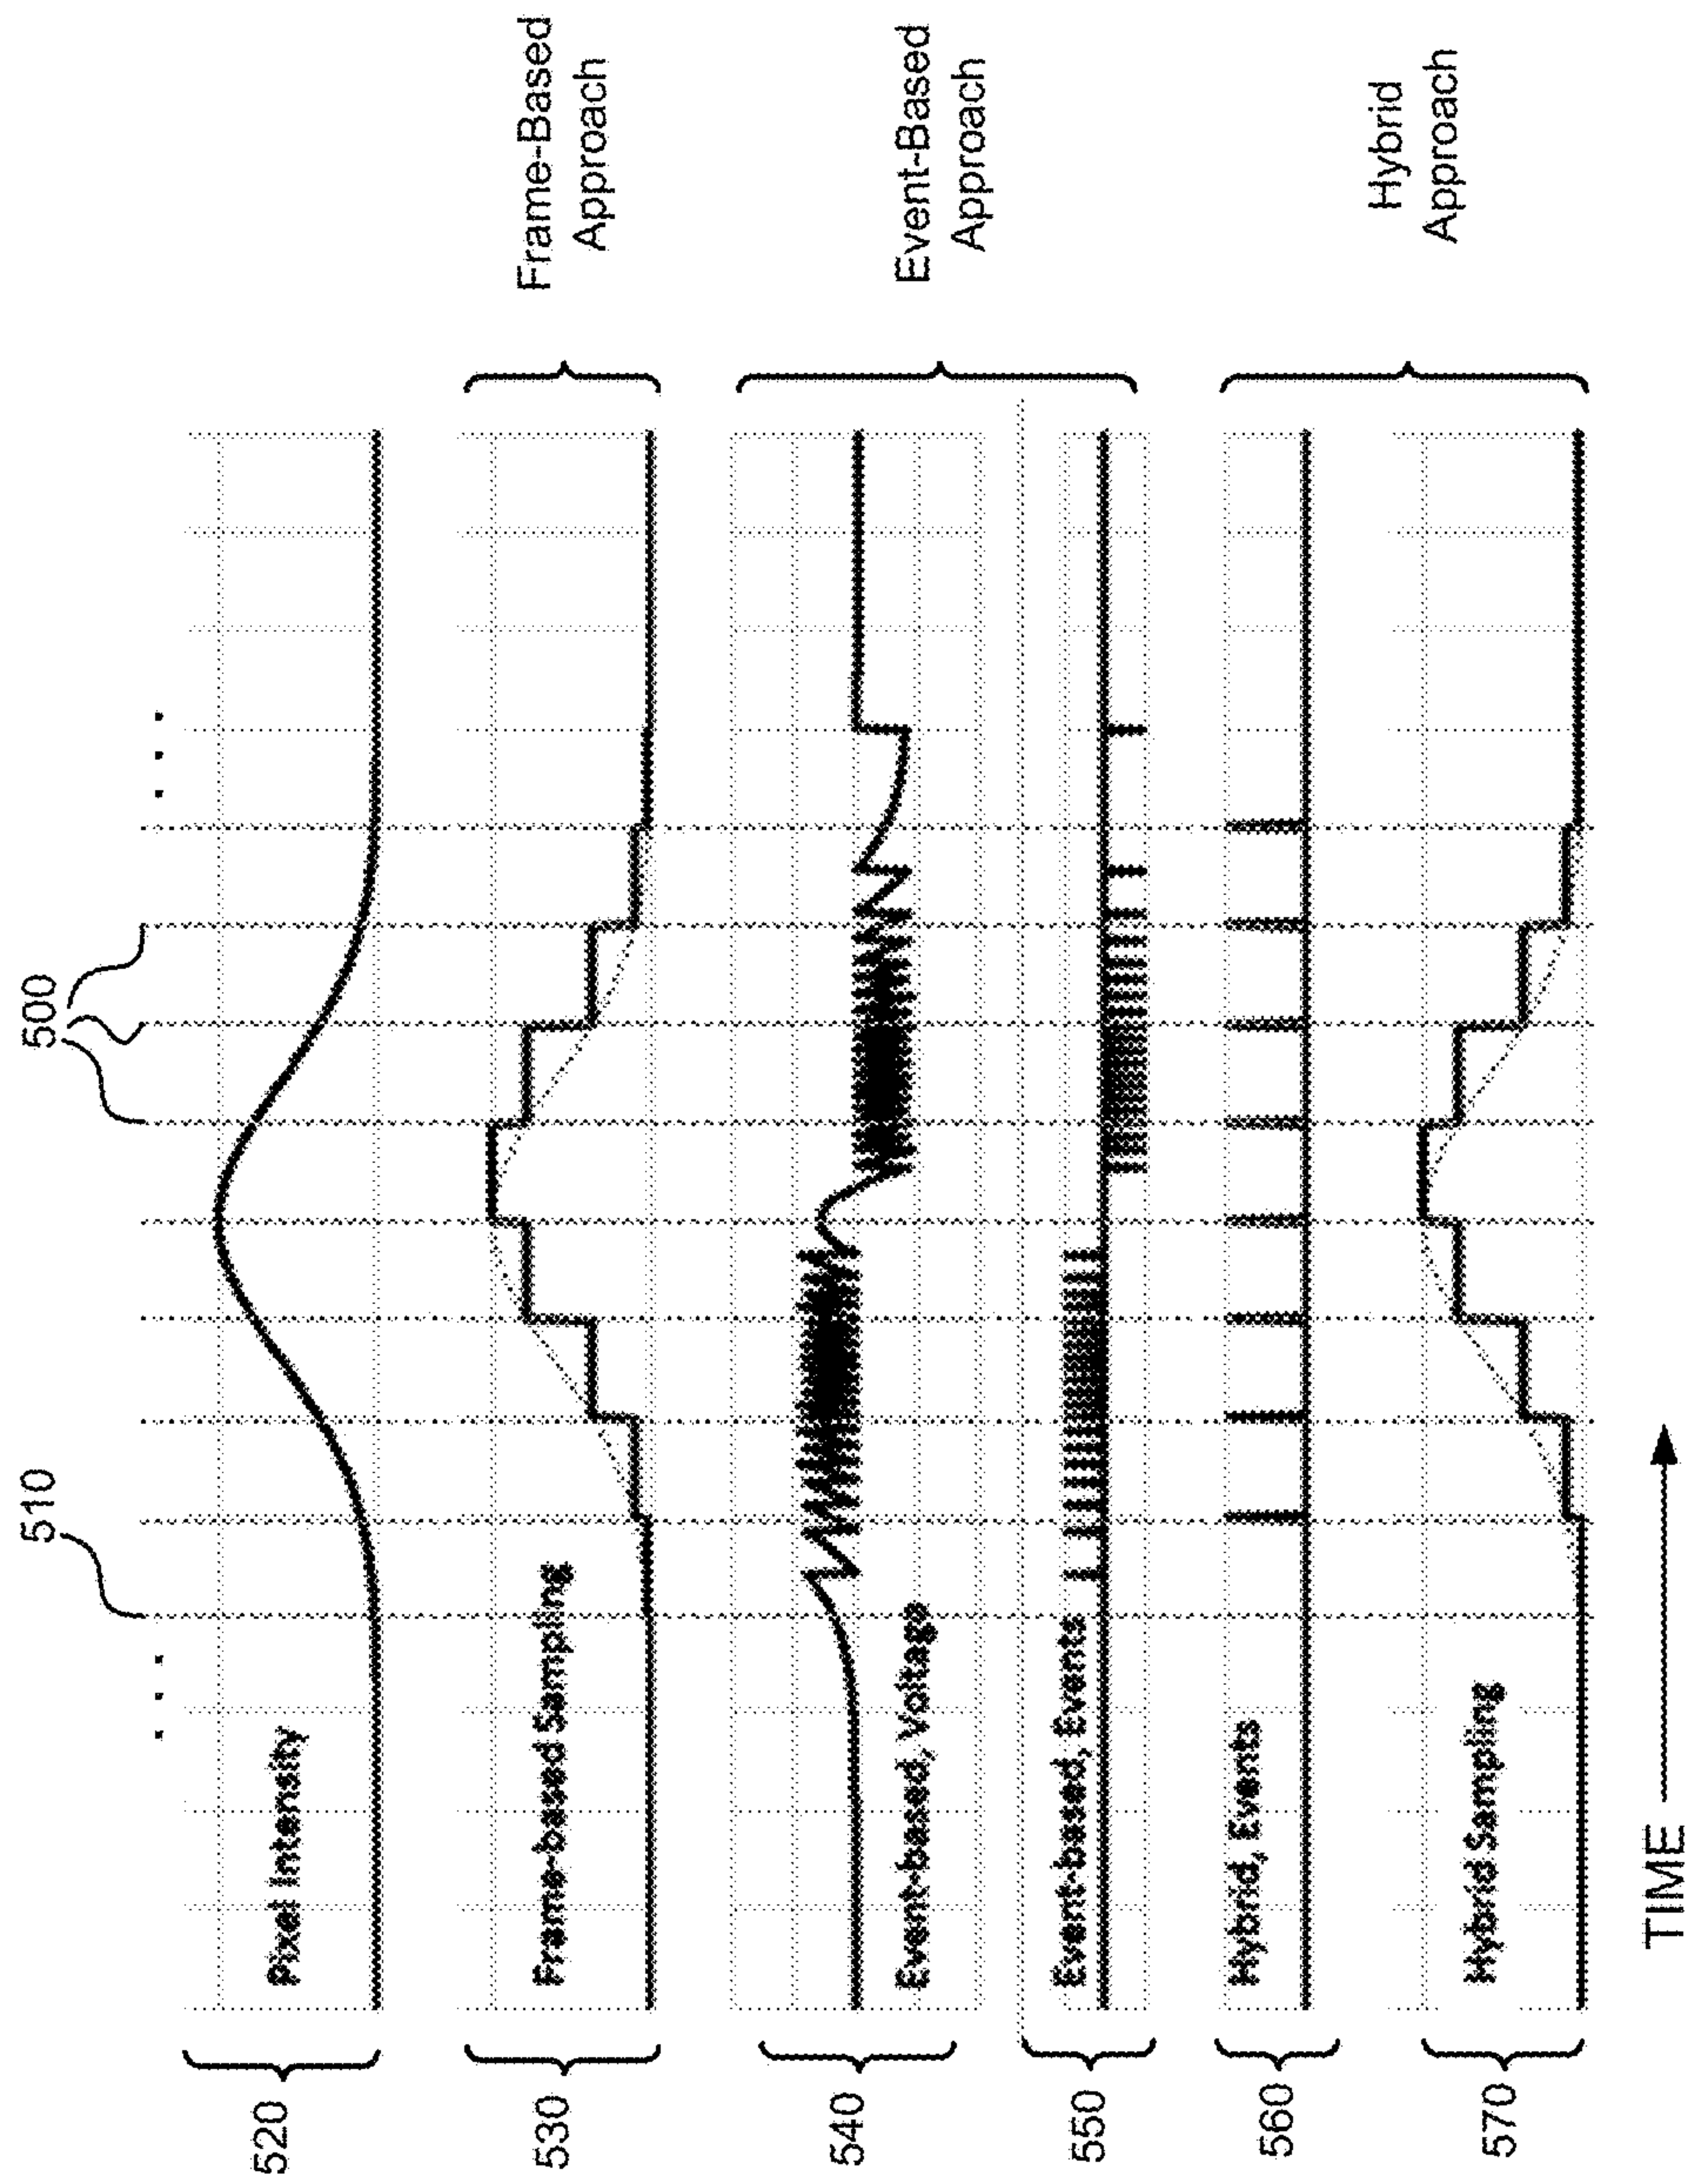 500
510
. . .
. . .
520
Pixel Intensity
530
Frame-based Sampling
Frame-Based
Approach
540
Event-based, Voltage
550
Event-based, Events
Event-Based
Approach
560
Hybrid, Events
570
Hybrid Sampling
Hybrid
Approach
TIME